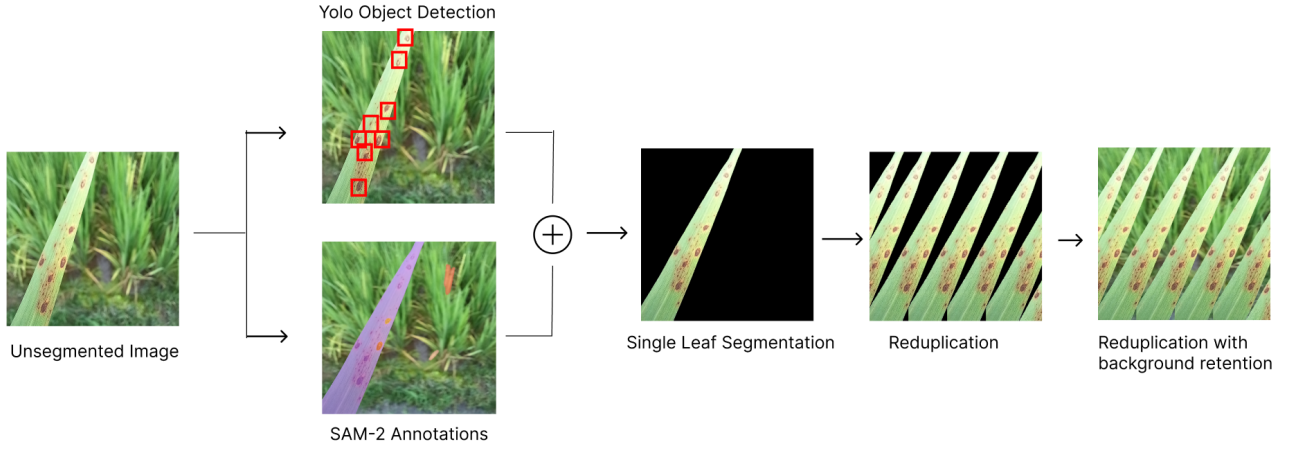 Yolo Object Detection
Unsegmented Image
SAM-2 Annotations
Single Leaf Segmentation
Reduplication
Reduplication with
background retention